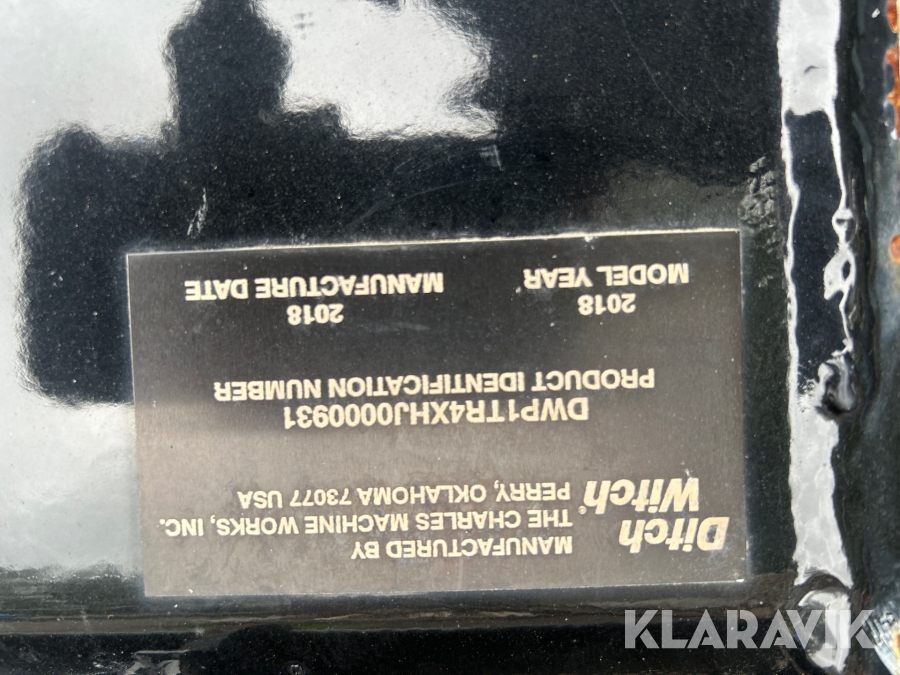 Ditch
Witch®
MANUFACTURED BY
THE CHARLES MACHINE WORKS, INC.
PERRY, OKLAHOMA 73077 USA
DWP1TR4XHJ0000931
PRODUCT IDENTIFICATION NUMBER
2018
MODEL YEAR
2018
MANUFACTURE DATE
KLARAVIK